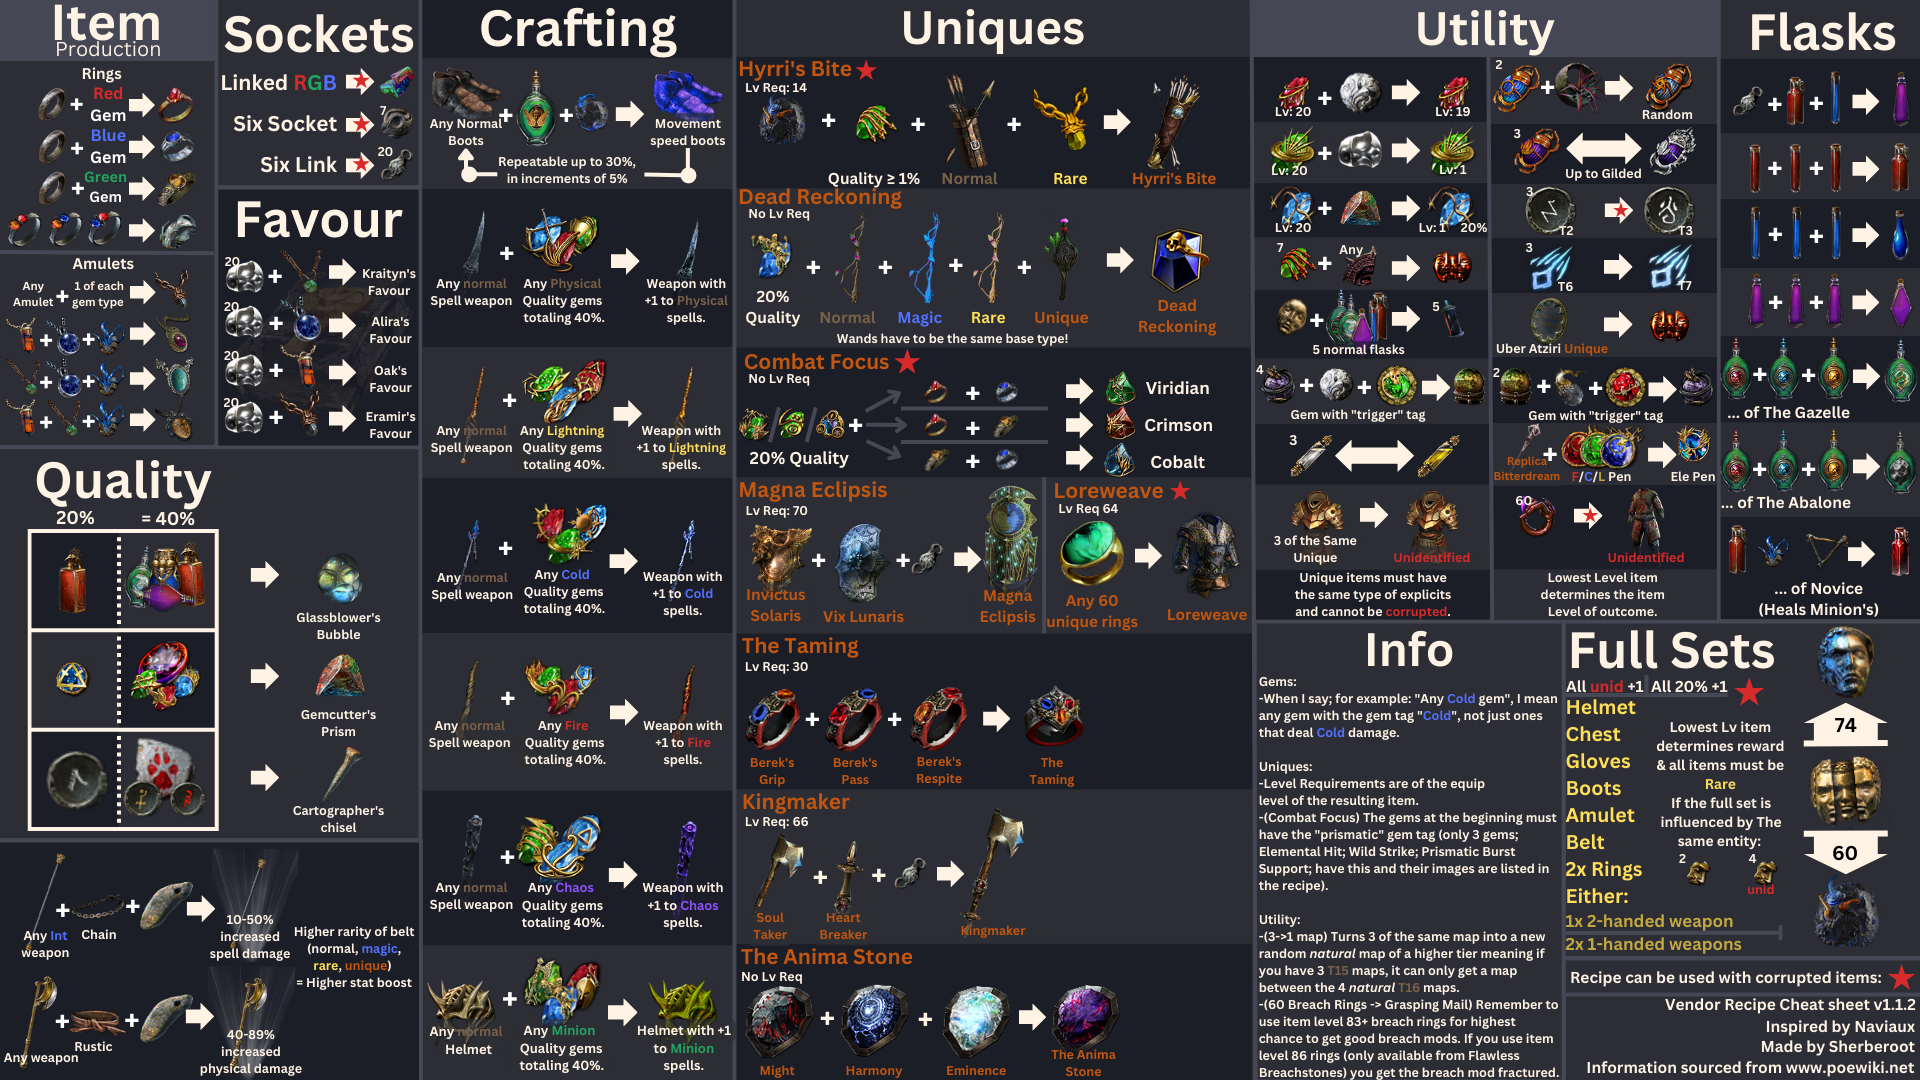 Item
Production
Rings
Red
Gem
Blue
Gem
Green
Gem
Amulets
Any
Amulet
1 of each
gem type
Sockets
Linked RGB
Six Socket
7
Six Link
20
Favour
20
Kraityn's
Favour
20
Alira's
Favour
20
Oak's
Favour
20
Eramir's
Favour
Quality
20%
= 40%
Glassblower's
Bubble
Gemcutter's
Prism
Cartographer's
chisel
Any Int
weapon
Chain
10-50%
increased
spell damage
Any weapon
Rustic
40-89%
increased
physical damage
Higher rarity of belt
(normal, magic,
rare, unique)
= Higher stat boost
Crafting
Any Normal
Boots
Movement
speed boots
Repeatable up to 30%,
in increments of 5%
Any normal
Spell weapon
Any Physical
Quality gems
totaling 40%.
Weapon with
+1 to Physical
spells.
Any normal
Spell weapon
Any Lightning
Quality gems
totaling 40%.
Weapon with
+1 to Lightning
spells.
Any normal
Spell weapon
Any Cold
Quality gems
totaling 40%.
Weapon with
+1 to Cold
spells.
Any normal
Spell weapon
Any Fire
Quality gems
totaling 40%.
Weapon with
+1 to Fire
spells.
Any normal
Spell weapon
Any Chaos
Quality gems
totaling 40%.
Weapon with
+1 to Chaos
spells.
Any normal
Helmet
Any Minion
Quality gems
totaling 40%.
Helmet with +1
to Minion
spells.
Uniques
Hyrri's Bite
Lv Req: 14
Quality ≥ 1%
Normal
Rare
Hyrri's Bite
Dead Reckoning
No Lv Req
20%
Quality
Normal
Magic
Rare
Unique
Dead
Reckoning
Wands have to be the same base type!
Combat Focus
No Lv Req
20% Quality
Viridian
Crimson
Cobalt
Magna Eclipsis
Lv Req: 70
Invictus
Solaris
Vix Lunaris
Magna
Eclipsis
Loreweave
Lv Req 64
Any 60
unique rings
Loreweave
The Taming
Lv Req: 30
Berek's
Grip
Berek's
Pass
Berek's
Respite
The
Taming
Kingmaker
Lv Req: 66
Soul
Taker
Heart
Breaker
Kingmaker
The Anima Stone
No Lv Req
Might
Harmony
Eminence
The Anima
Stone
Utility
Lv: 20
Lv: 19
Lv: 20
Lv: 1
Lv: 20
Lv: 1
20%
7
Any
5
5 normal flasks
4
Gem with "trigger" tag
3
3 of the Same
Unique
Unidentified
Unique items must have
the same type of explicits
and cannot be corrupted.
2
Random
3
Up to Gilded
3
T2
T3
3
T6
T7
Uber Atziri Unique
2
Gem with "trigger" tag
Replica
Bitterdream
F/C/L Pen
Ele Pen
60
Unidentified
Lowest Level item
determines the item
Level of outcome.
Flasks
... of The Gazelle
... of The Abalone
... of Novice
(Heals Minion's)
Info
Gems:
-When I say; for example: "Any Cold gem", I mean
any gem with the gem tag "Cold", not just ones
that deal Cold damage.
Uniques:
-Level Requirements are of the equip
level of the resulting item.
-(Combat Focus) The gems at the beginning must
have the "prismatic" gem tag (only 3 gems;
Elemental Hit; Wild Strike; Prismatic Burst
Support; have this and their images are listed in
the recipe).
Utility:
-(3->1 map) Turns 3 of the same map into a new
random natural map of a higher tier meaning if
you have 3 T15 maps, it can only get a map
between the 4 natural T16 maps.
-(60 Breach Rings -> Grasping Mail) Remember to
use item level 83+ breach rings for highest
chance to get good breach mods. If you use item
level 86 rings (only available from Flawless
Breachstones) you get the breach mod fractured.
Full Sets
All unid +1
All 20% +1
Helmet
Chest
Gloves
Boots
Amulet
Belt
2x Rings
Either:
1x 2-handed weapon
2x 1-handed weapons
Lowest Lv item
determines reward
& all items must be
Rare
If the full set is
influenced by The
same entity:
2
4
unid
74
60
Recipe can be used with corrupted items:
Vendor Recipe Cheat sheet v1.1.2
Inspired by Naviaux
Made by Sherberoot
Information sourced from www.poewiki.net